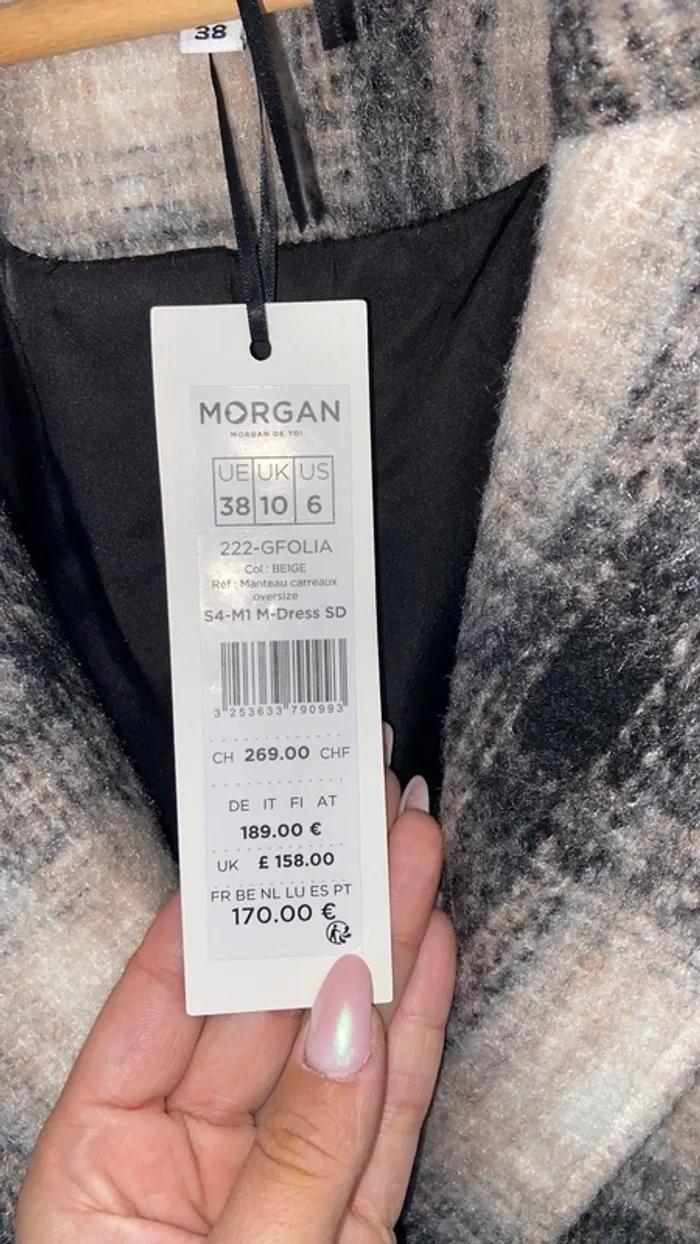 38
MORGAN
MORGAN DE TOI
UE UK US
38 10 6
222-GFOLIA
Col : BEIGE
Réf : Manteau carreaux
oversize
S4-M1 M-Dress SD
3 253633 790993
CH 269.00 CHF
DE IT FI AT
189.00 €
UK £ 158.00
FR BE NL LU ES PT
170.00 €